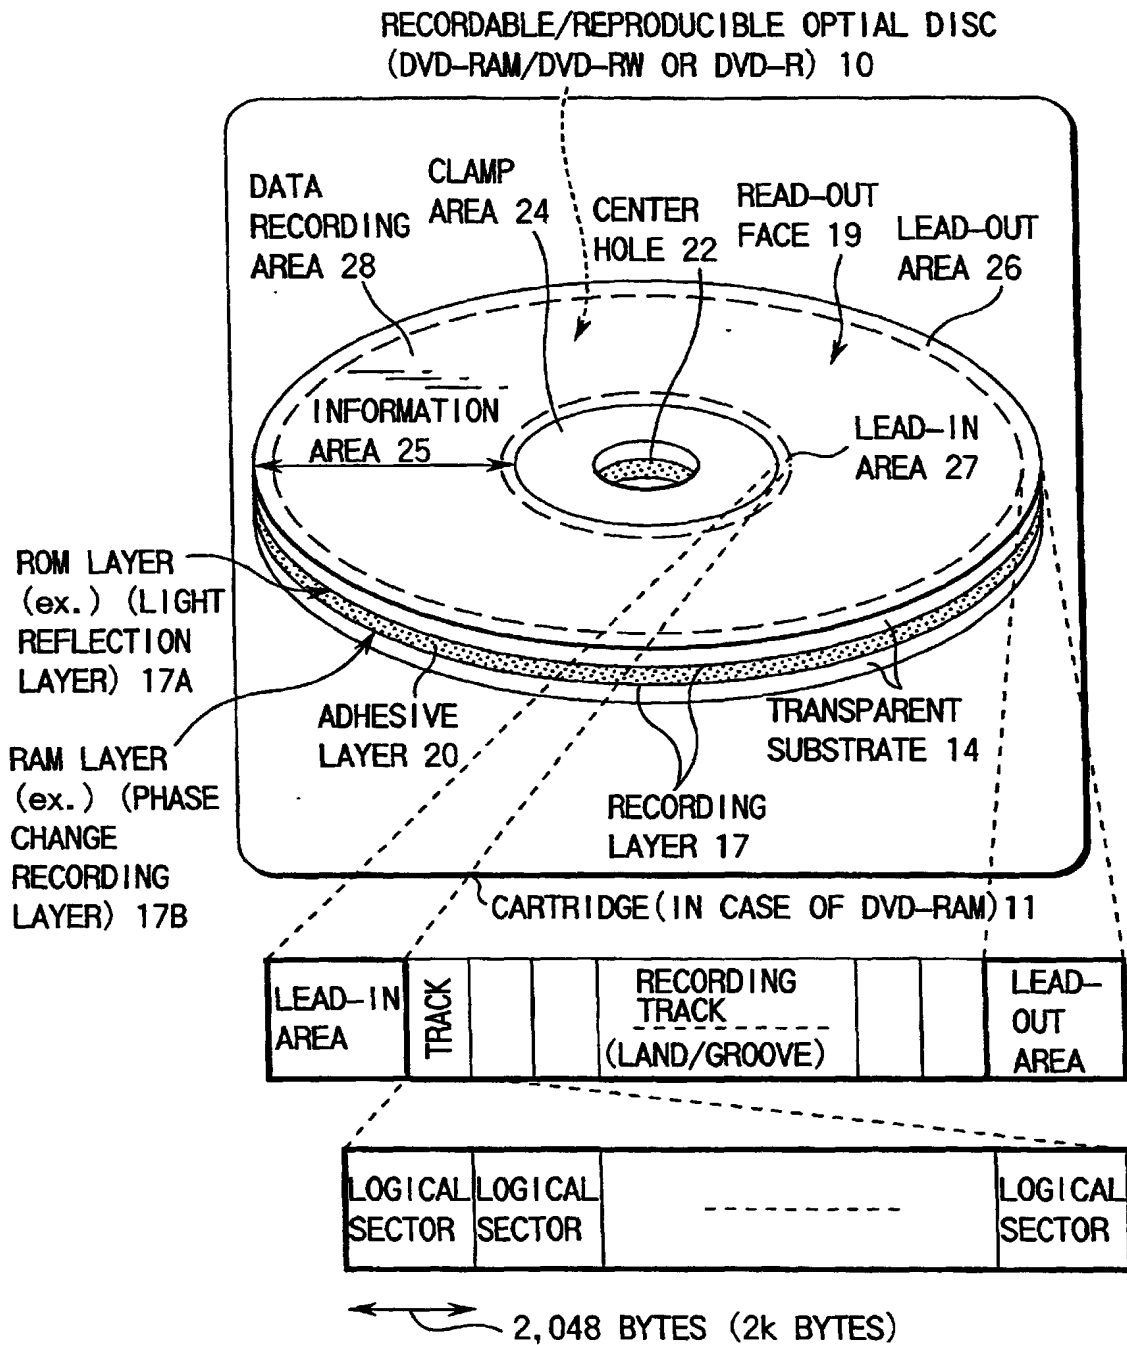 RECORDABLE/REPRODUCIBLE OPTIAL DISC
(DVD-RAM/DVD-RW OR DVD-R) 10
DATA
RECORDING
AREA 28
CLAMP
AREA 24
CENTER
HOLE 22
READ-OUT
FACE 19
LEAD-OUT
AREA 26
INFORMATION
AREA 25
LEAD-IN
AREA 27
ROM LAYER
(ex.) (LIGHT
REFLECTION
LAYER) 17A
RAM LAYER
(ex.) (PHASE
CHANGE
RECORDING
LAYER) 17B
ADHESIVE
LAYER 20
TRANSPARENT
SUBSTRATE 14
RECORDING
LAYER 17
CARTRIDGE(IN CASE OF DVD-RAM)11
LEAD-IN
AREA
TRACK
RECORDING
TRACK
(LAND/GROOVE)
LEAD-
OUT
AREA
LOGICAL
SECTOR
LOGICAL
SECTOR
LOGICAL
SECTOR
2,048 BYTES (2k BYTES)